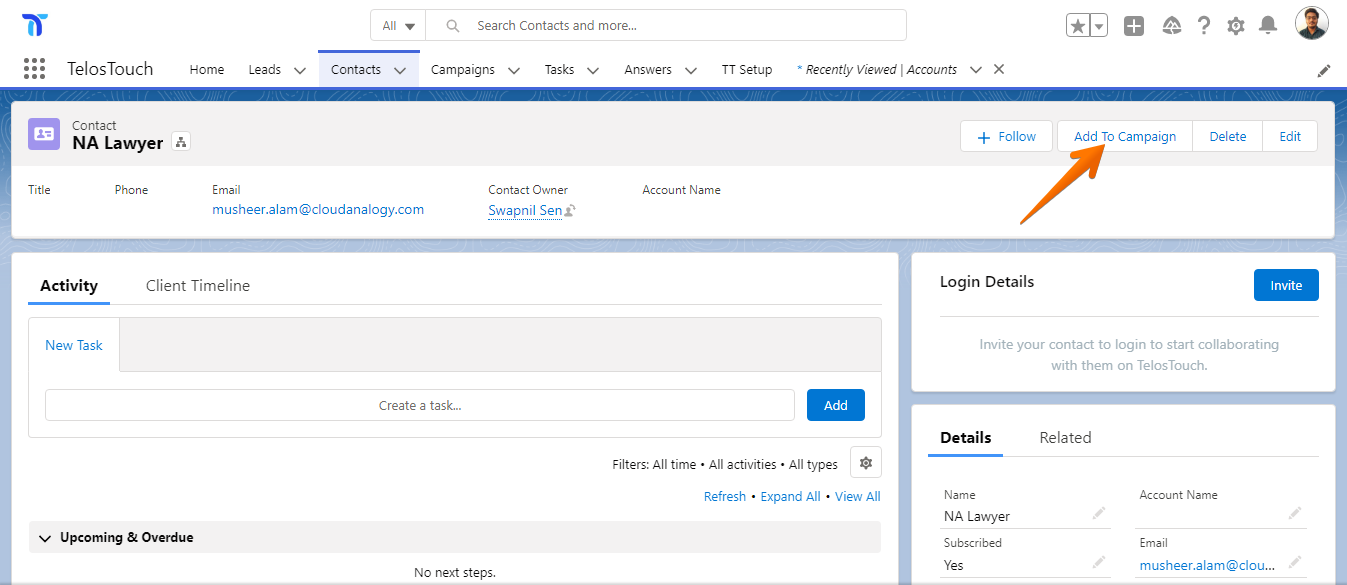 All
Search Contacts and more...
TelosTouch
Home
Leads
Contacts
Campaigns
Tasks
Answers
TT Setup
* Recently Viewed | Accounts
Contact
NA Lawyer
Follow
Add To Campaign
Delete
Edit
Title
Phone
Email
Contact Owner
Account Name
musheer.alam@cloudanalogy.com
Swapnil Sen
Activity
Client Timeline
Login Details
Invite
New Task
Invite your contact to login to start collaborating
with them on TelosTouch.
Create a task...
Add
Details
Related
Filters: All time • All activities • All types
Refresh • Expand All • View All
Name
Account Name
NA Lawyer
Upcoming & Overdue
Subscribed
Email
Yes
musheer.alam@clou...
No next steps.